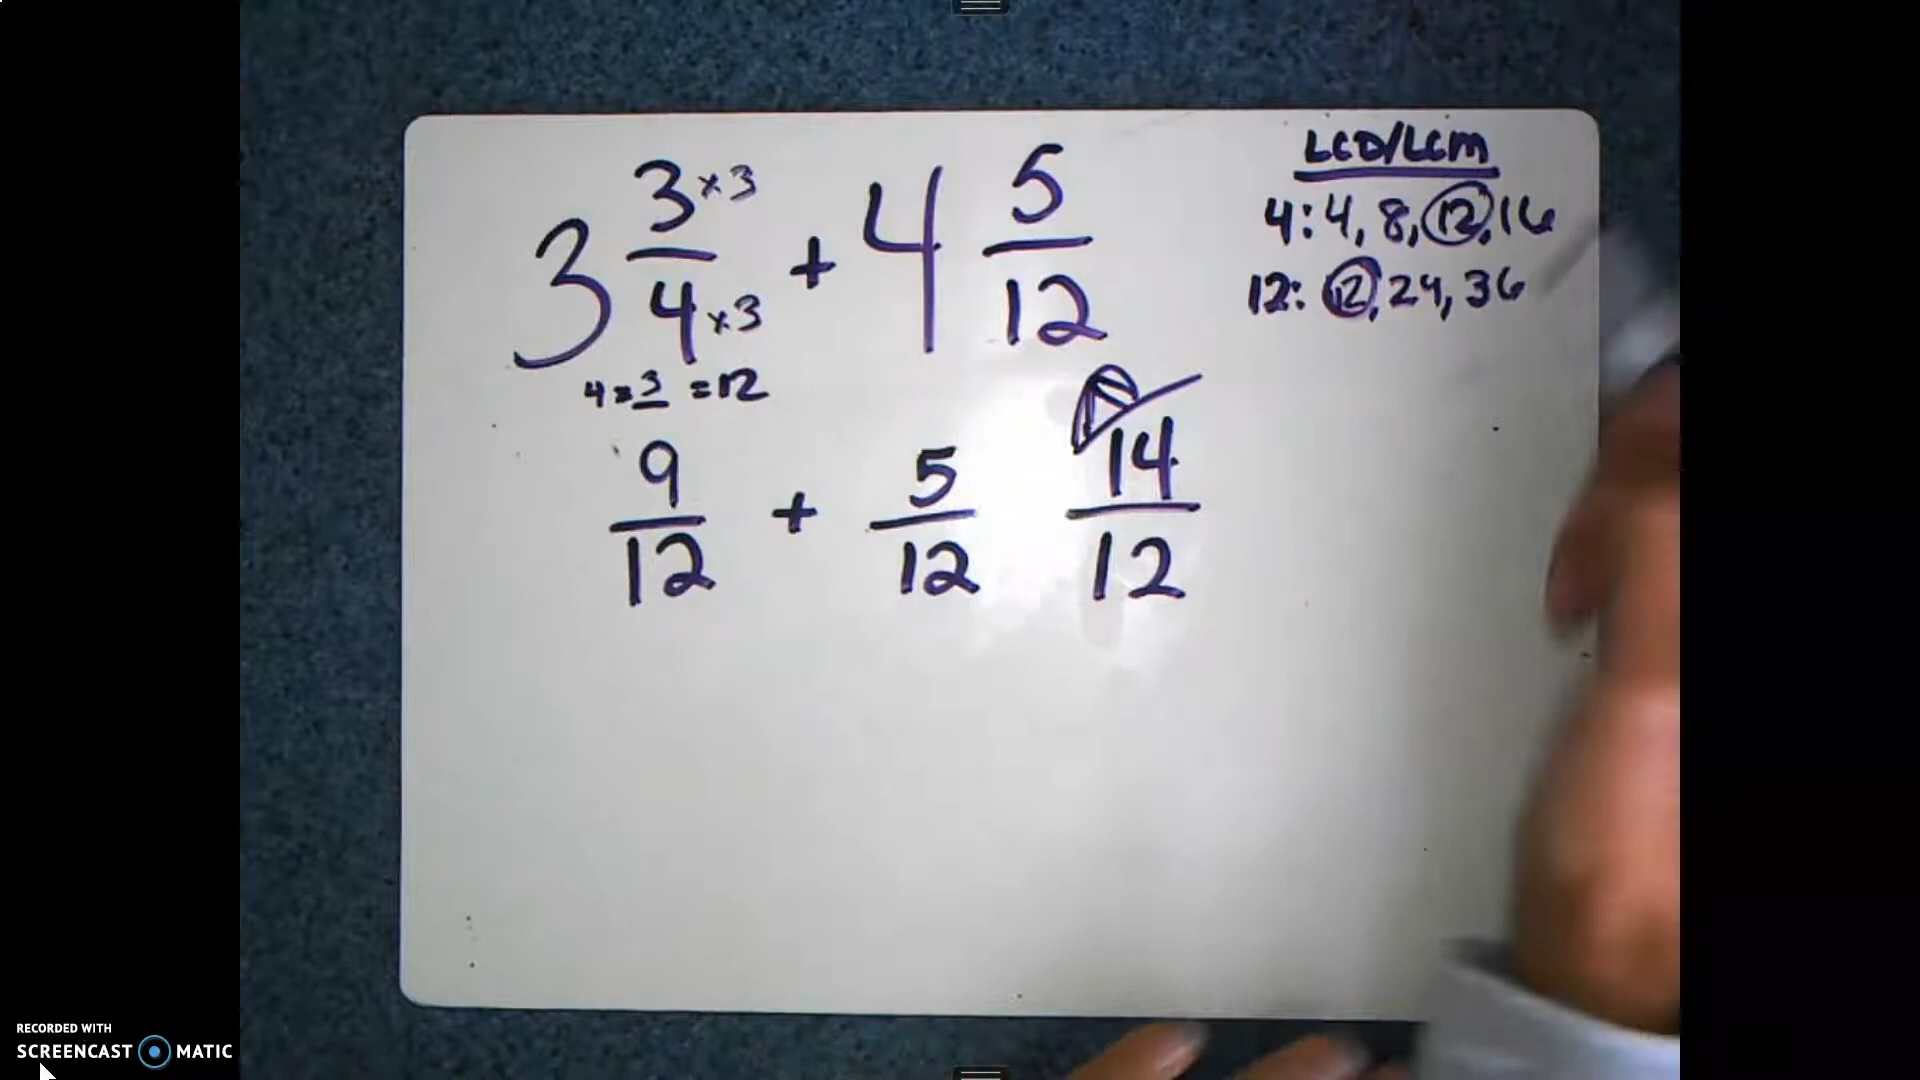 LCD/LCM
3 3/4 ×3 ×3 + 4 5/12
4: 4, 8, 12, 16
12: 12, 24, 36
4 × 3 = 12
9/12 + 5/12 14/12
RECORDED WITH
SCREENCAST MATIC